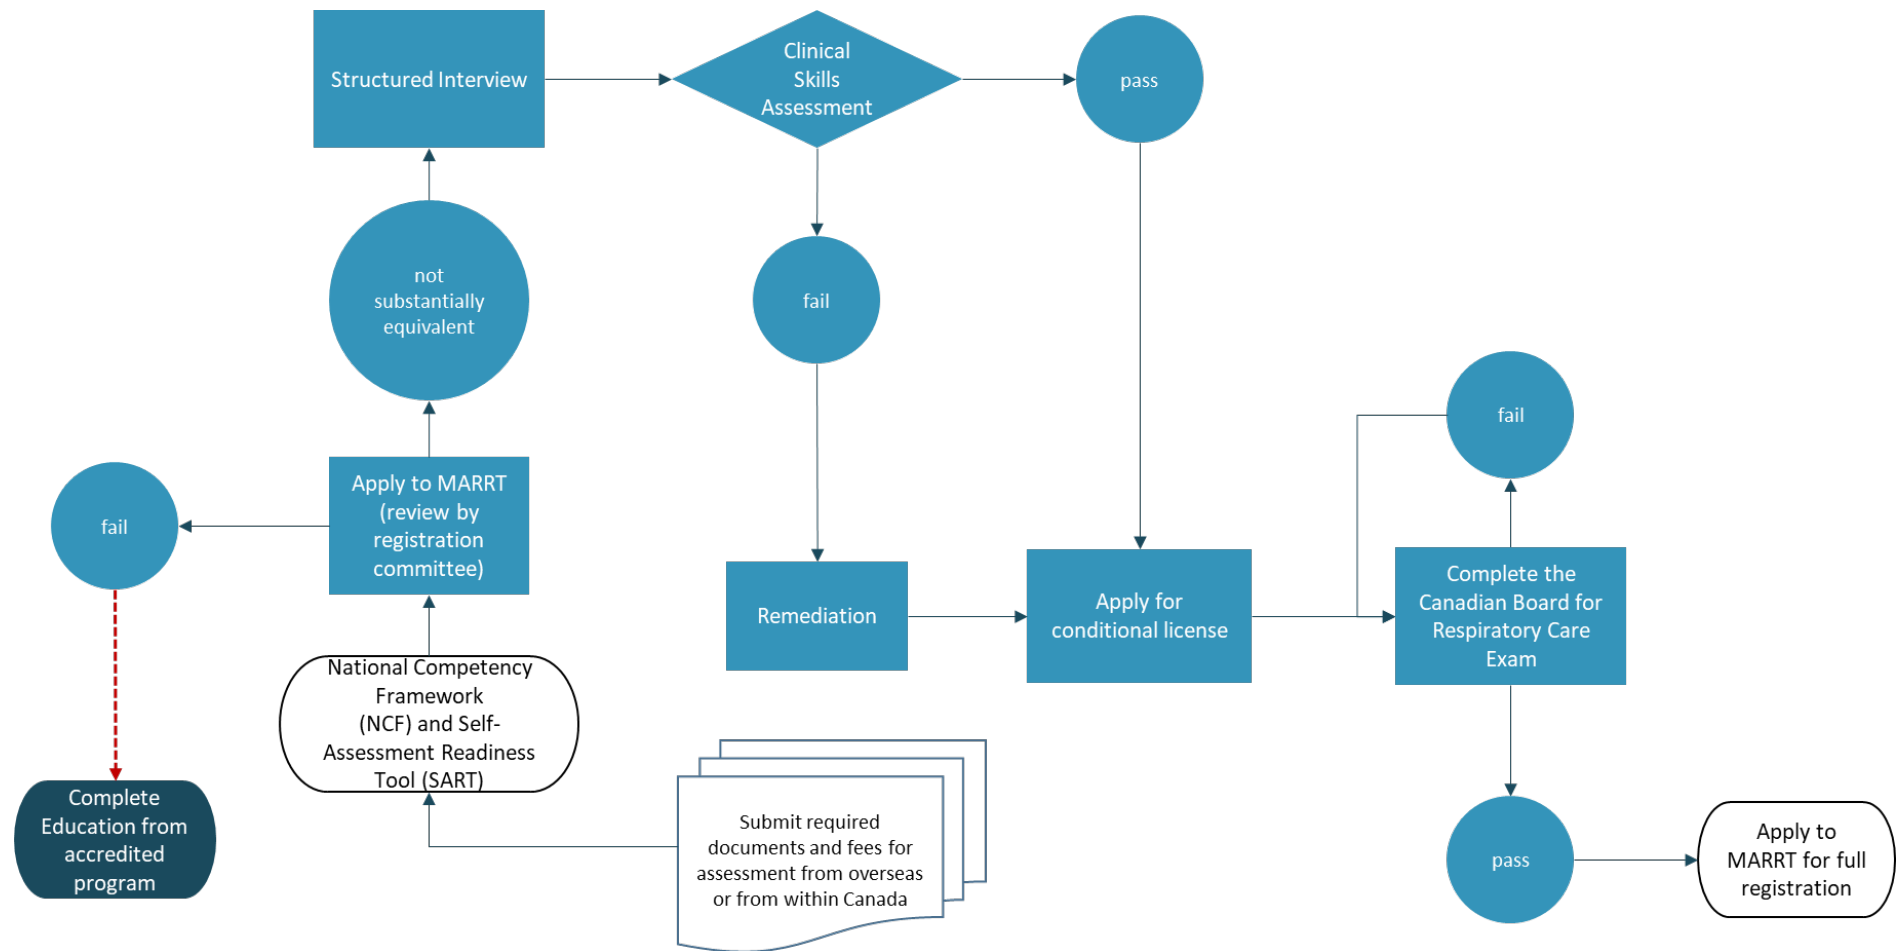 Structured Interview
Clinical
Skills
Assessment
pass
not
substantially
equivalent
fail
fail
Apply to MARRT
(review by
registration
committee)
fail
Remediation
Apply for
conditional license
Complete the
Canadian Board for
Respiratory Care
Exam
National Competency
Framework
(NCF) and Self-
Assessment Readiness
Tool (SART)
Complete
Education from
accredited
program
Submit required
documents and fees for
assessment from overseas
or from within Canada
pass
Apply to
MARRT for full
registration